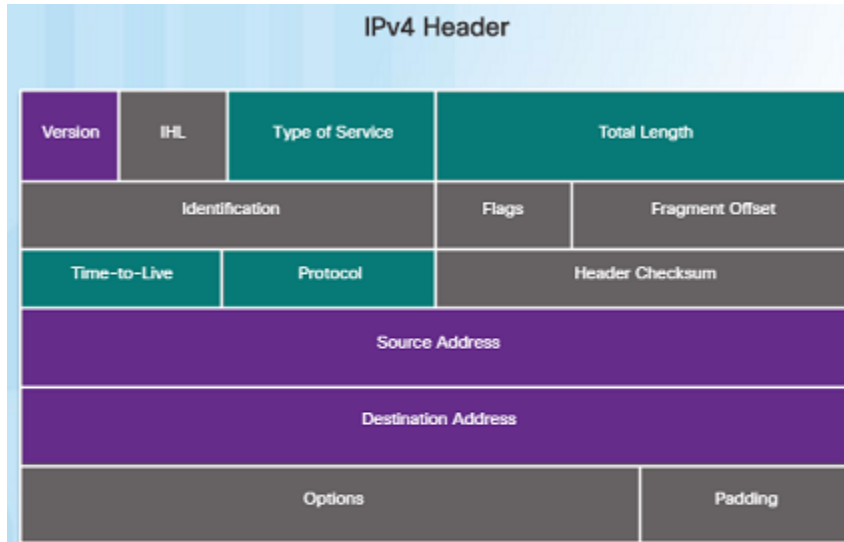 IPv4 Header
Version IHL Type of Service Total Length
Identification Flags Fragment Offset
Time-to-Live Protocol Header Checksum
Source Address
Destination Address
Options Padding